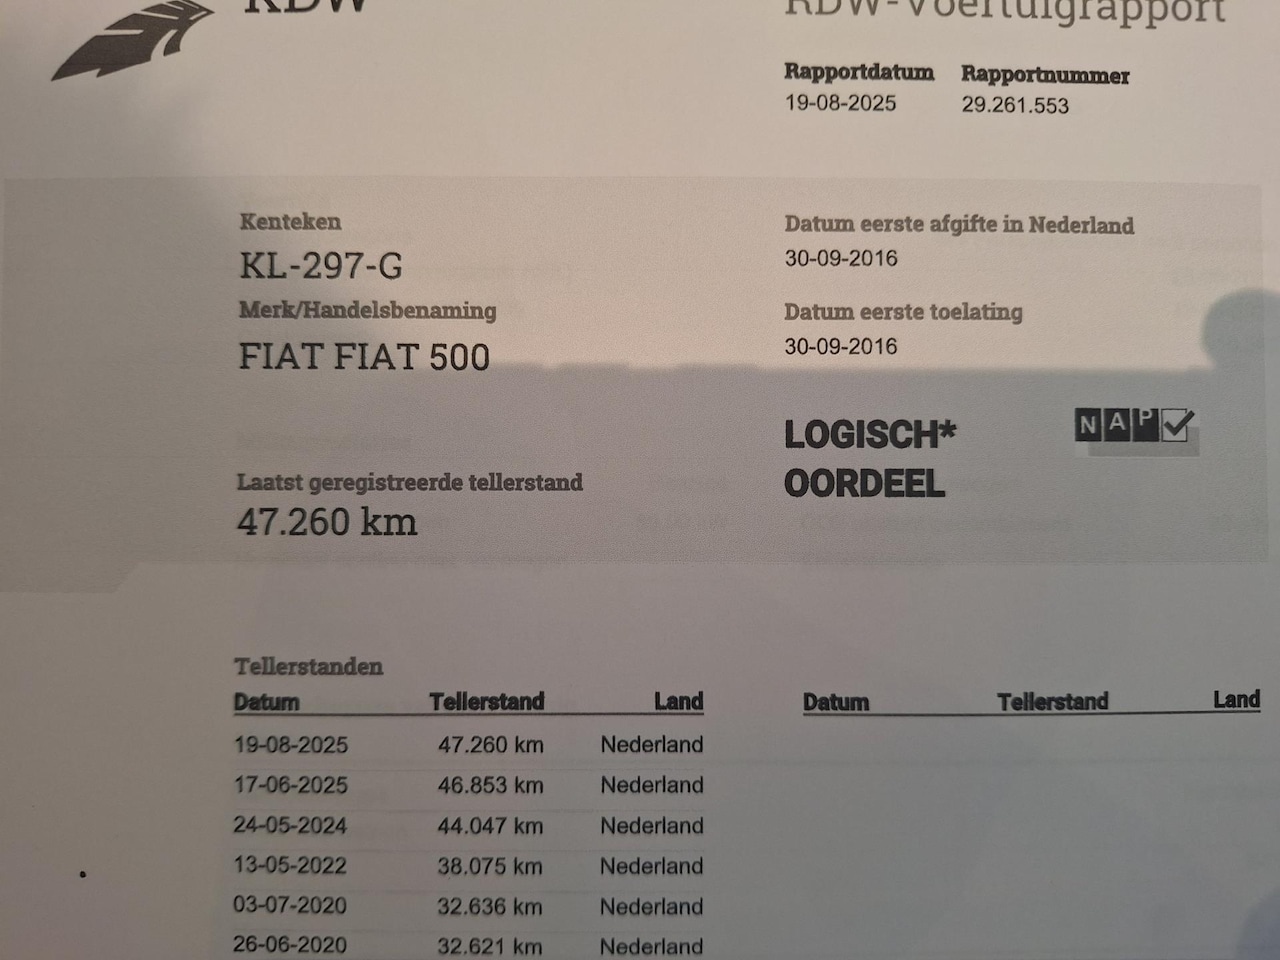 RDW
RDW-Voertuigrapport
Rapportdatum Rapportnummer
19-08-2025 29.261.553
Kenteken
KL-297-G
Merk/Handelsbenaming
FIAT FIAT 500
Datum eerste afgifte in Nederland
30-09-2016
Datum eerste toelating
30-09-2016
Laatst geregistreerde tellerstand
47.260 km
LOGISCH*
OORDEEL
NAP
Tellerstanden
Datum Tellerstand Land Datum Tellerstand Land
19-08-2025 47.260 km Nederland
17-06-2025 46.853 km Nederland
24-05-2024 44.047 km Nederland
13-05-2022 38.075 km Nederland
03-07-2020 32.636 km Nederland
26-06-2020 32.621 km Nederland